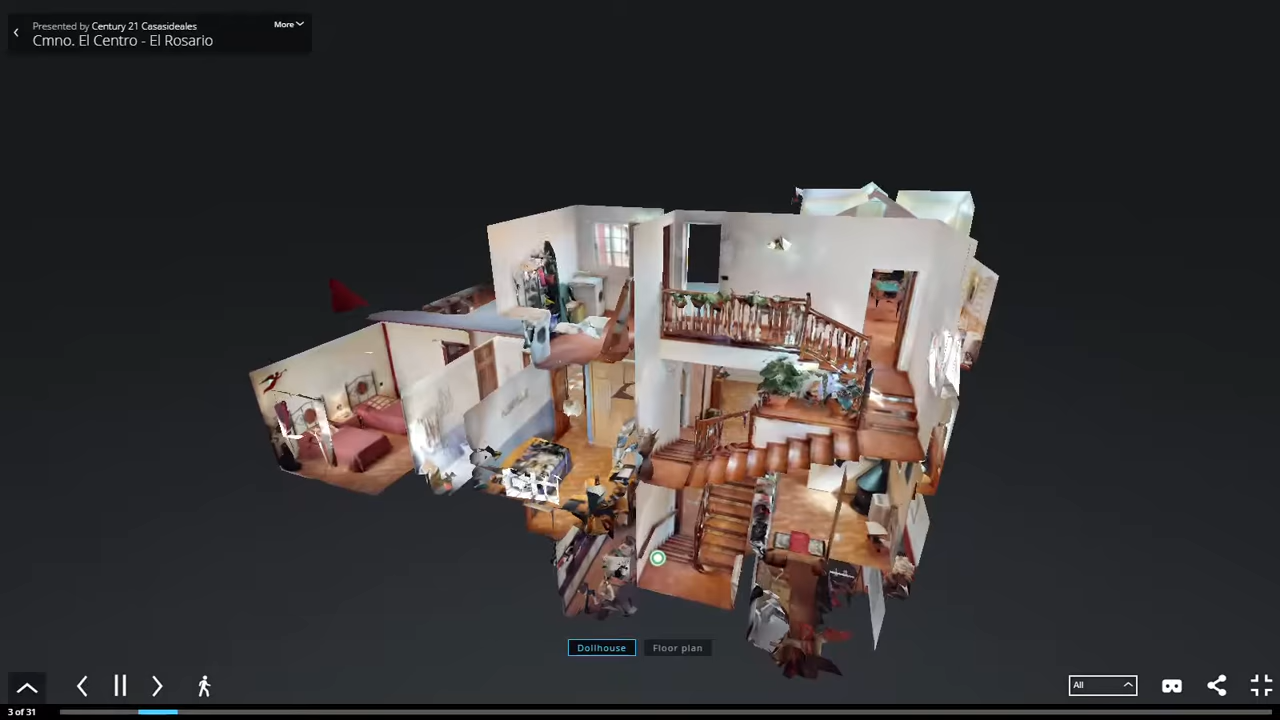 Presented by Century 21 Casasideales
More
Cmno. El Centro - El Rosario
Dollhouse
Floor plan
All
3 of 31